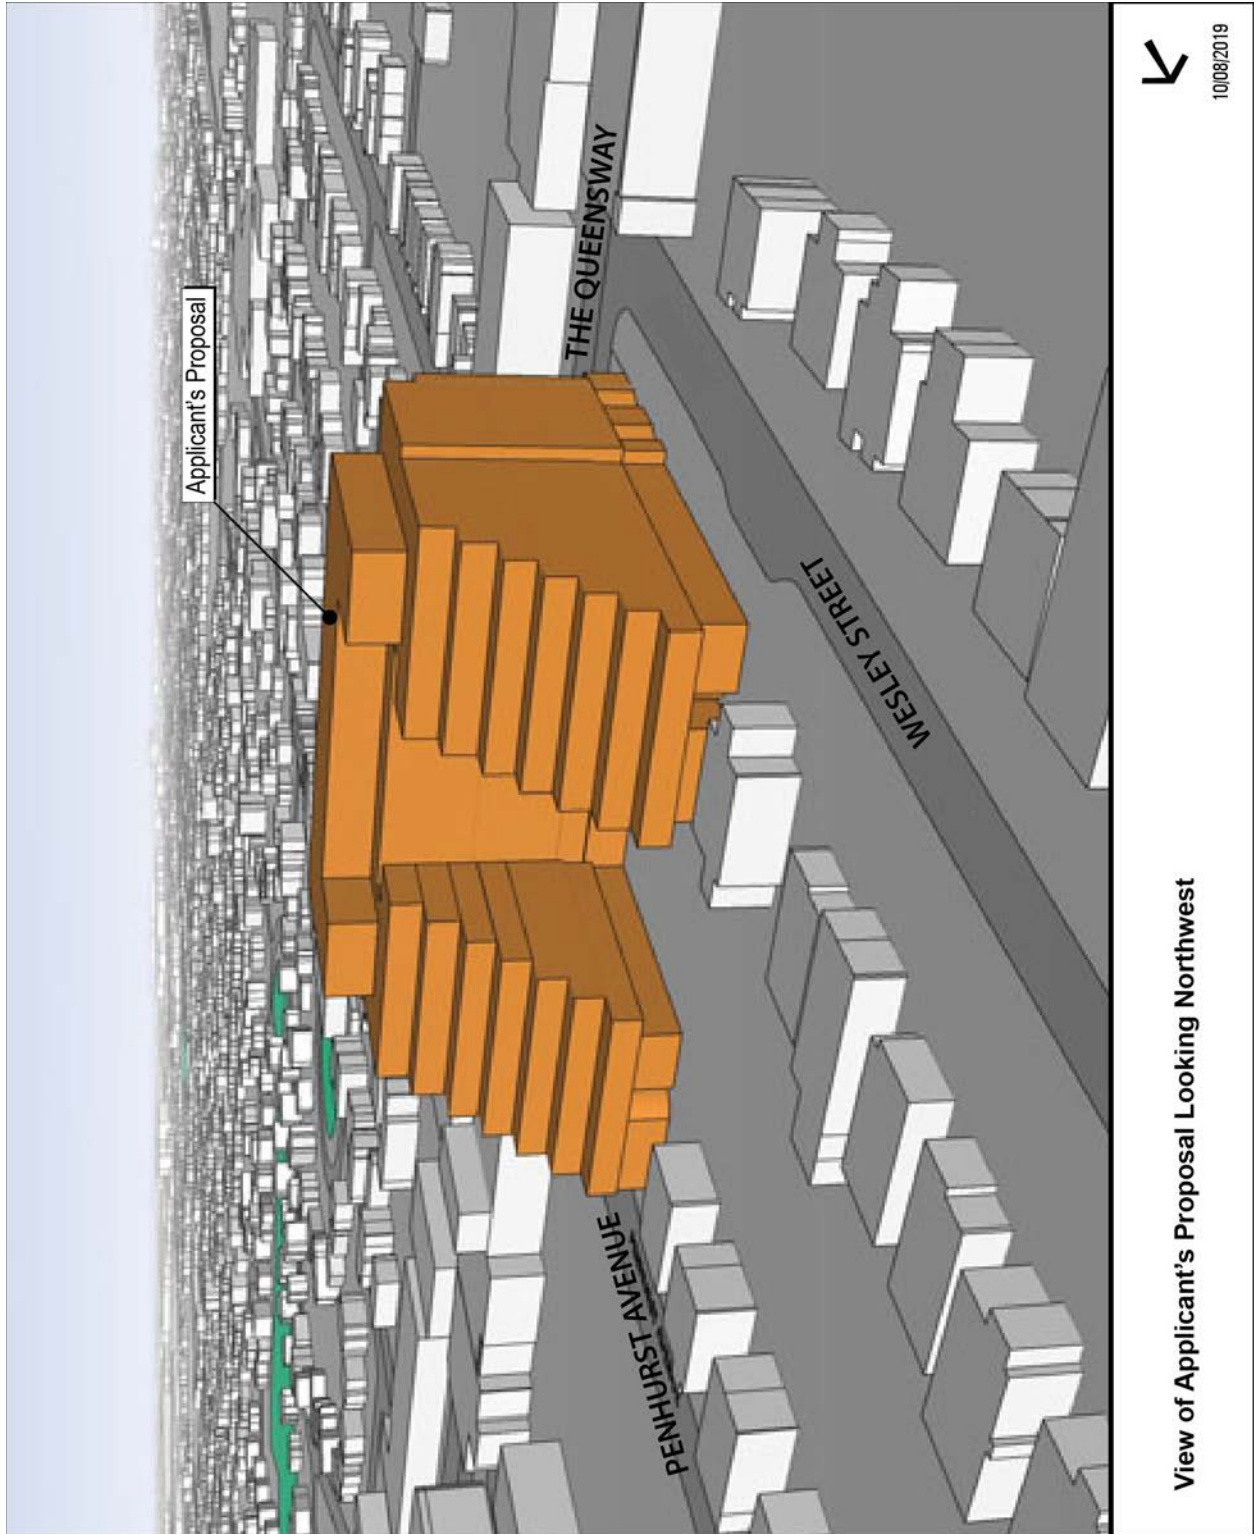 Applicant's Proposal
THE QUEENSWAY
WESLEY STREET
PENHURST AVENUE
View of Applicant's Proposal Looking Northwest
10/08/2019